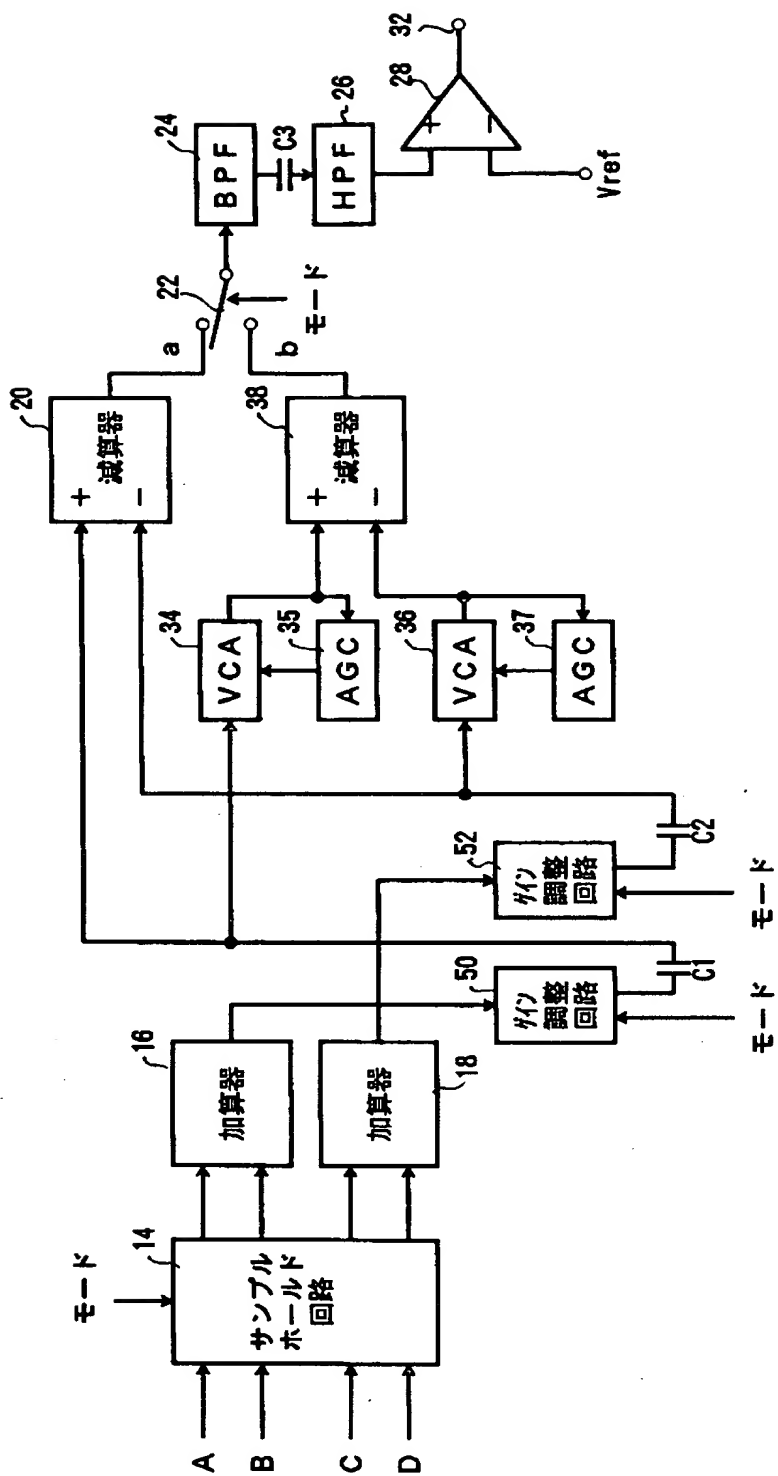 モード
14
サンプル
ホールド
回路
A
B
C
D
16
加算器
加算器
18
50
ゲイン
調整
回路
C1
モード
52
ゲイン
調整
回路
C2
モード
34
VCA
35
AGC
36
VCA
37
AGC
20
+
−
減算器
38
+
−
減算器
a
22
b
モード
24
BPF
C3
26
HPF
28
+
−
32
Vref